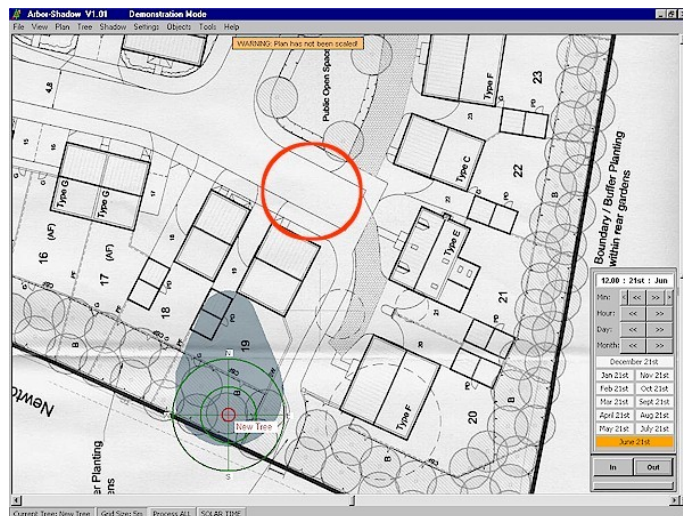 Arbor-Shadow V1.01 Demonstration Mode
File View Plan Tree Shadow Settings Objects Tools Help
WARNING: Plan has not been scaled!
4,8
Public Open Space
Type F
23
Type G
Type G
16
(AF)
17
(AF)
18
19
Type C
22
Type E
21
20
Type F
Boundary / Buffer Planting
within rear gardens
N
S
New Tree
12.00 : 21st : Jun
Min: < << >> >
Hour: << >>
Day: << >>
Month: << >>
December 21st
Jan 21st Nov 21st
Feb 21st Oct 21st
Mar 21st Sept 21st
April 21st Aug 21st
May 21st July 21st
June 21st
In Out
Current Tree: New Tree Grid Size: 5m Process ALL SOLAR TIME